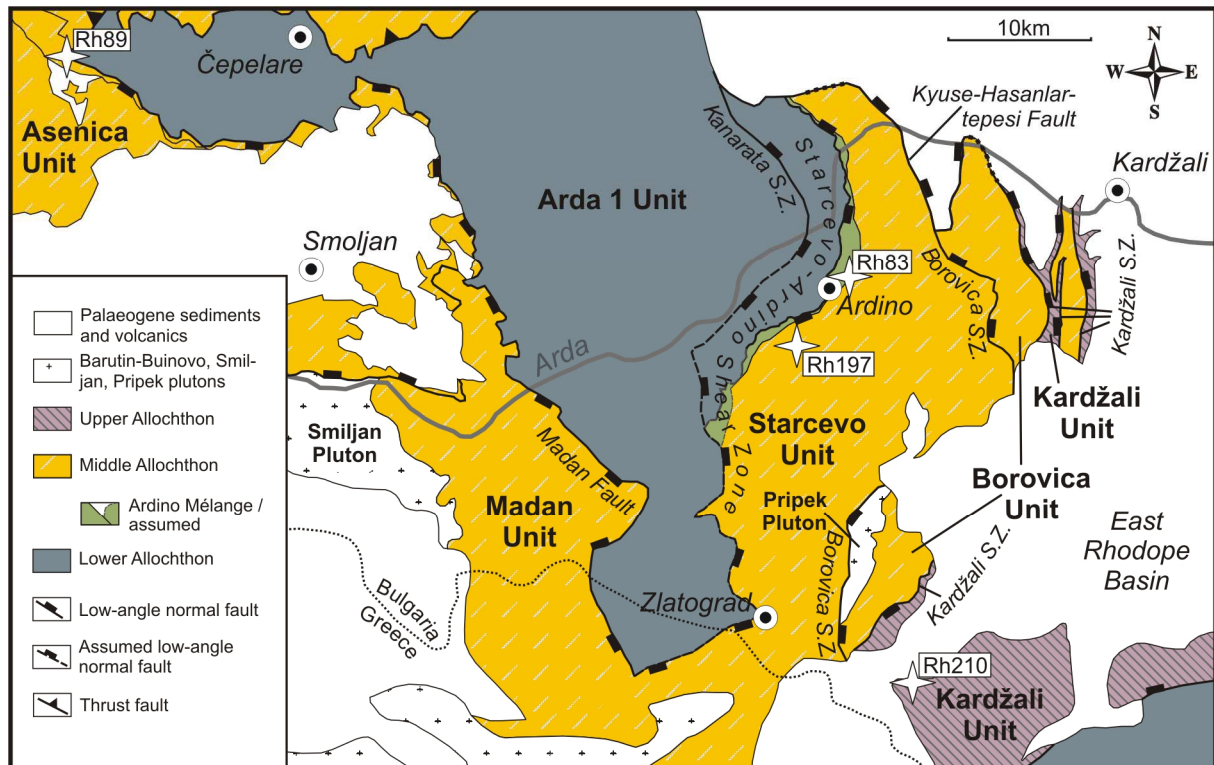 Rh89
Čepelare
Asenica
Unit
10km
N
W
E
S
Kyuse-Hasanlar-
tepesi Fault
Kardžali
Kanarata S.Z.
Starcevo-Ardino Shear Zone
Arda 1 Unit
Smoljan
Rh83
Ardino
Borovica S.Z.
Kardžali S.Z.
Rh197
Arda
Kardžali
Unit
Starcevo
Unit
Smiljan
Pluton
Madan Fault
Madan
Unit
Pripek
Pluton
Borovica
Unit
Borovica S.Z.
Kardžali S.Z.
East
Rhodope
Basin
Bulgaria
Greece
Zlatograd
Rh210
Kardžali
Unit
Palaeogene sediments
and volcanics
Barutin-Buinovo, Smil-
jan, Pripek plutons
Upper Allochthon
Middle Allochthon
Ardino Mélange /
assumed
Lower Allochthon
Low-angle normal fault
Assumed low-angle
normal fault
Thrust fault